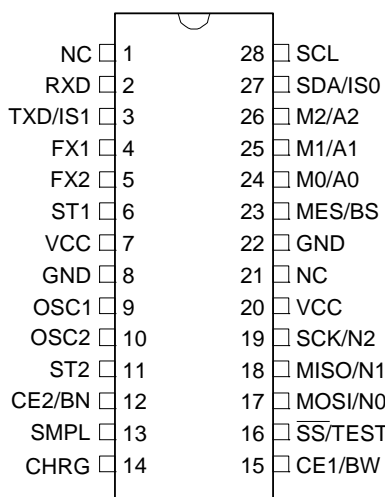 NC 1 28 SCL
RXD 2 27 SDA/IS0
TXD/IS1 3 26 M2/A2
FX1 4 25 M1/A1
FX2 5 24 M0/A0
ST1 6 23 MES/BS
VCC 7 22 GND
GND 8 21 NC
OSC1 9 20 VCC
OSC2 10 19 SCK/N2
ST2 11 18 MISO/N1
CE2/BN 12 17 MOSI/N0
SMPL 13 16 S̅S̅/TEST
CHRG 14 15 CE1/BW